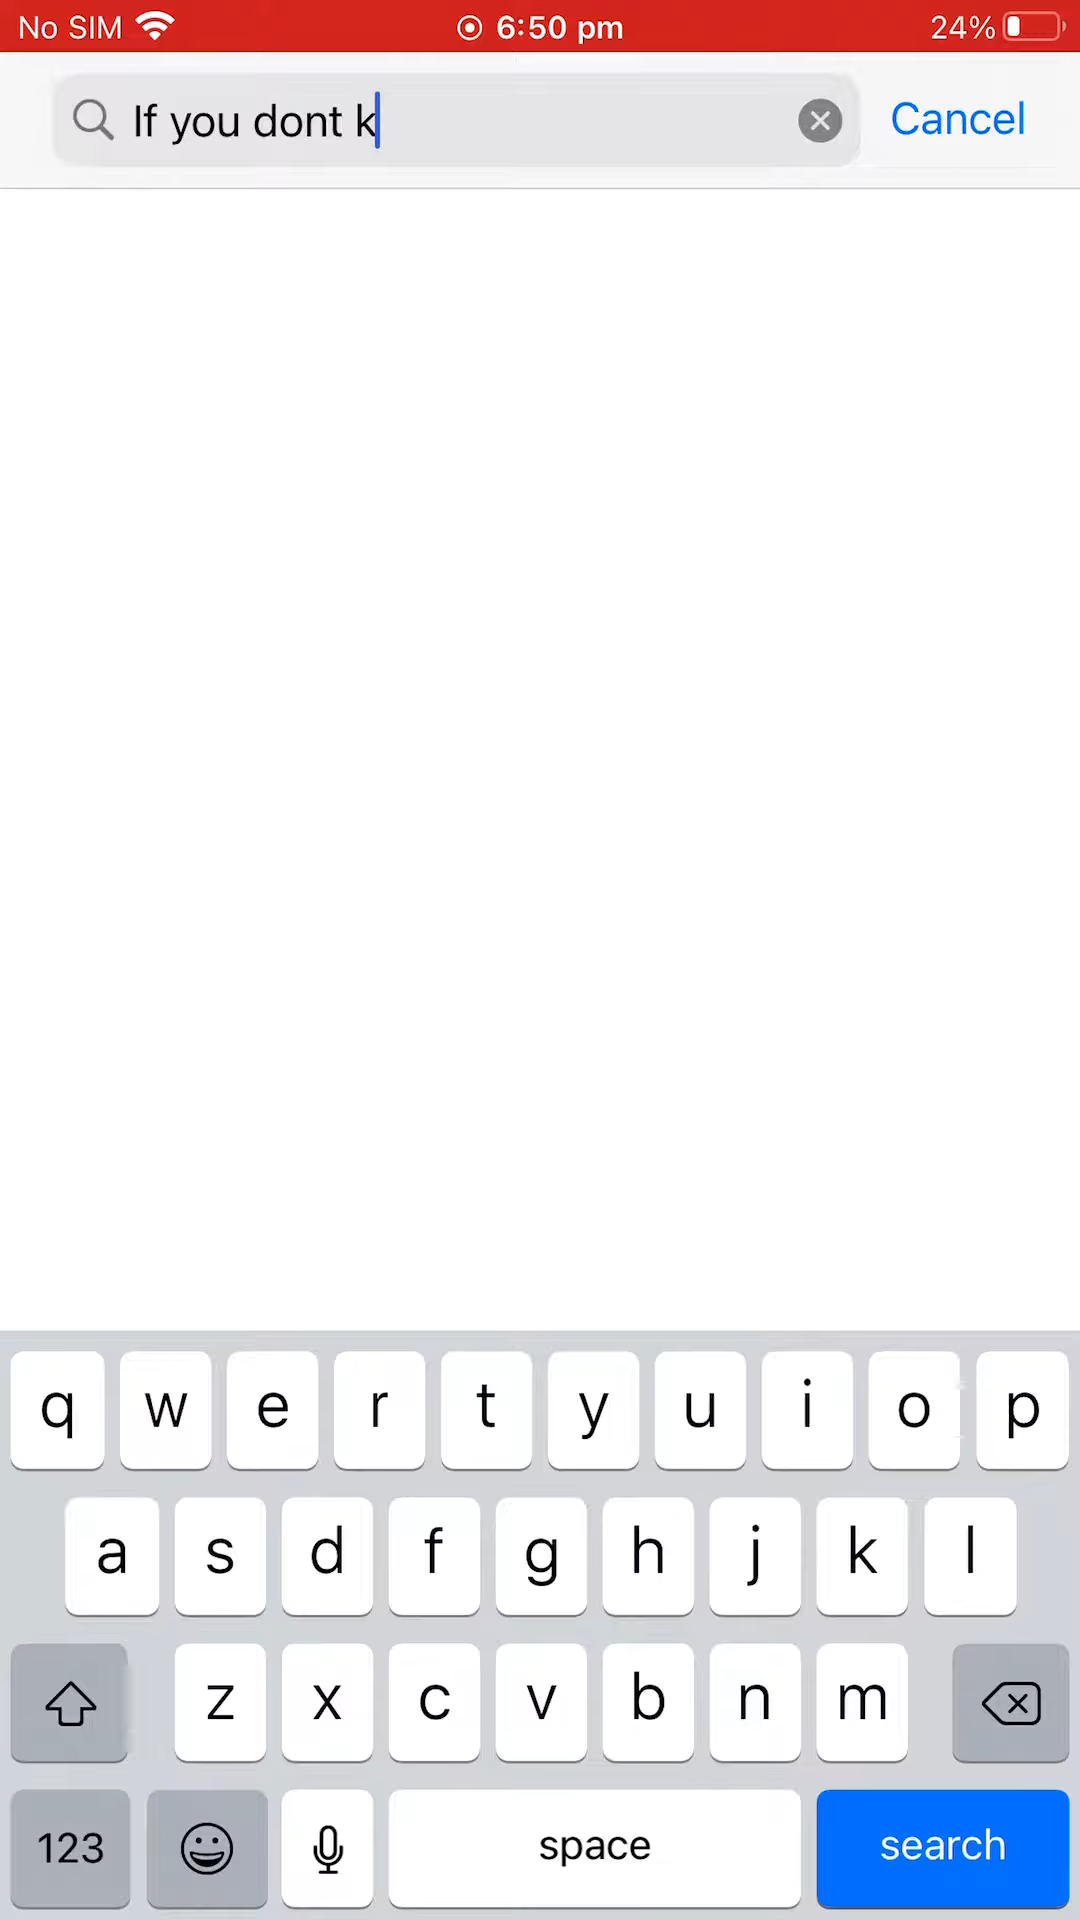 No SIM 6:50 pm 24%
If you dont k Cancel
q w e r t y u i o p
a s d f g h j k l
z x c v b n m
123 space search